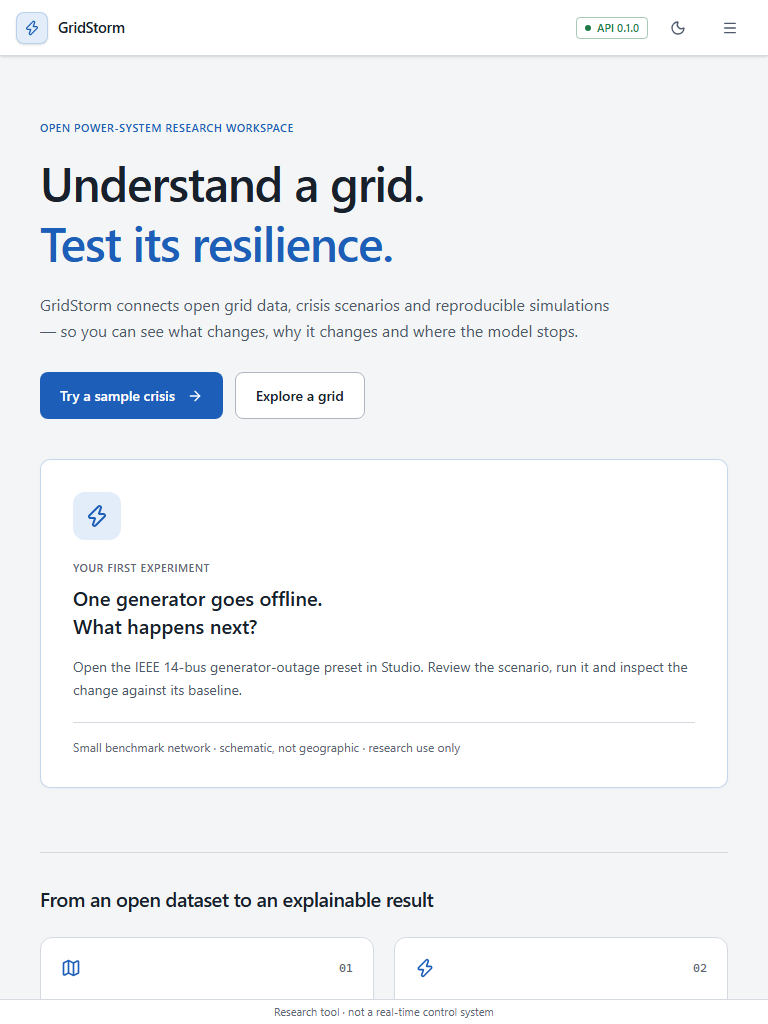 GridStorm
API 0.1.0
OPEN POWER-SYSTEM RESEARCH WORKSPACE
Understand a grid.
Test its resilience.
GridStorm connects open grid data, crisis scenarios and reproducible simulations
— so you can see what changes, why it changes and where the model stops.
Try a sample crisis
Explore a grid
YOUR FIRST EXPERIMENT
One generator goes offline.
What happens next?
Open the IEEE 14-bus generator-outage preset in Studio. Review the scenario, run it and inspect the
change against its baseline.
Small benchmark network · schematic, not geographic · research use only
From an open dataset to an explainable result
01
02
Research tool · not a real-time control system